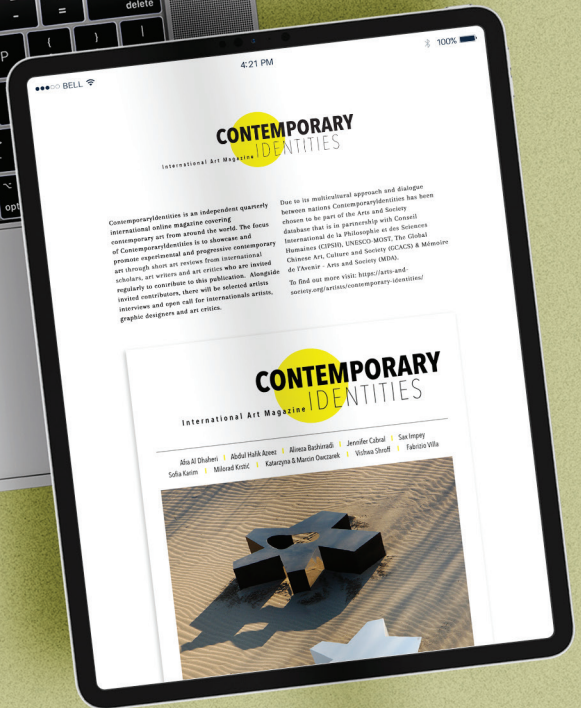 delete
- =
P { } |
opt
●●●○○ BELL
4:21 PM
100%
CONTEMPORARY
International Art Magazine IDENTITIES
ContemporaryIdentities is an independent quarterly
international online magazine covering
contemporary art from around the world. The focus
of ContemporaryIdentities is to showcase and
promote experimental and progressive contemporary
art through short art reviews from international
scholars, art writers and art critics who are invited
regularly to contribute to this publication. Alongside
invited contributors, there will be selected artists
interviews and open call for internationals artists,
graphic designers and art critics.
Due to its multicultural approach and dialogue
between nations ContemporaryIdentities has been
chosen to be part of the Arts and Society
database that is in partnership with Conseil
International de la Philosophie et des Sciences
Humaines (CIPSH), UNESCO-MOST, The Global
Chinese Art, Culture and Society (GCACS) & Mémoire
de l'Avenir - Arts and Society (MDA).
To find out more visit: https://arts-and-
society.org/artists/contemporary-identities/
CONTEMPORARY
International Art Magazine IDENTITIES
Afra Al Dhaheri | Abdul Halik Azeez | Alireza Bashirradi | Jennifer Cabral | Sax Impey
Sofia Karim | Milorad Krstić | Katarzyna & Marcin Owczarek | Vishwa Shroff | Fabrizio Villa